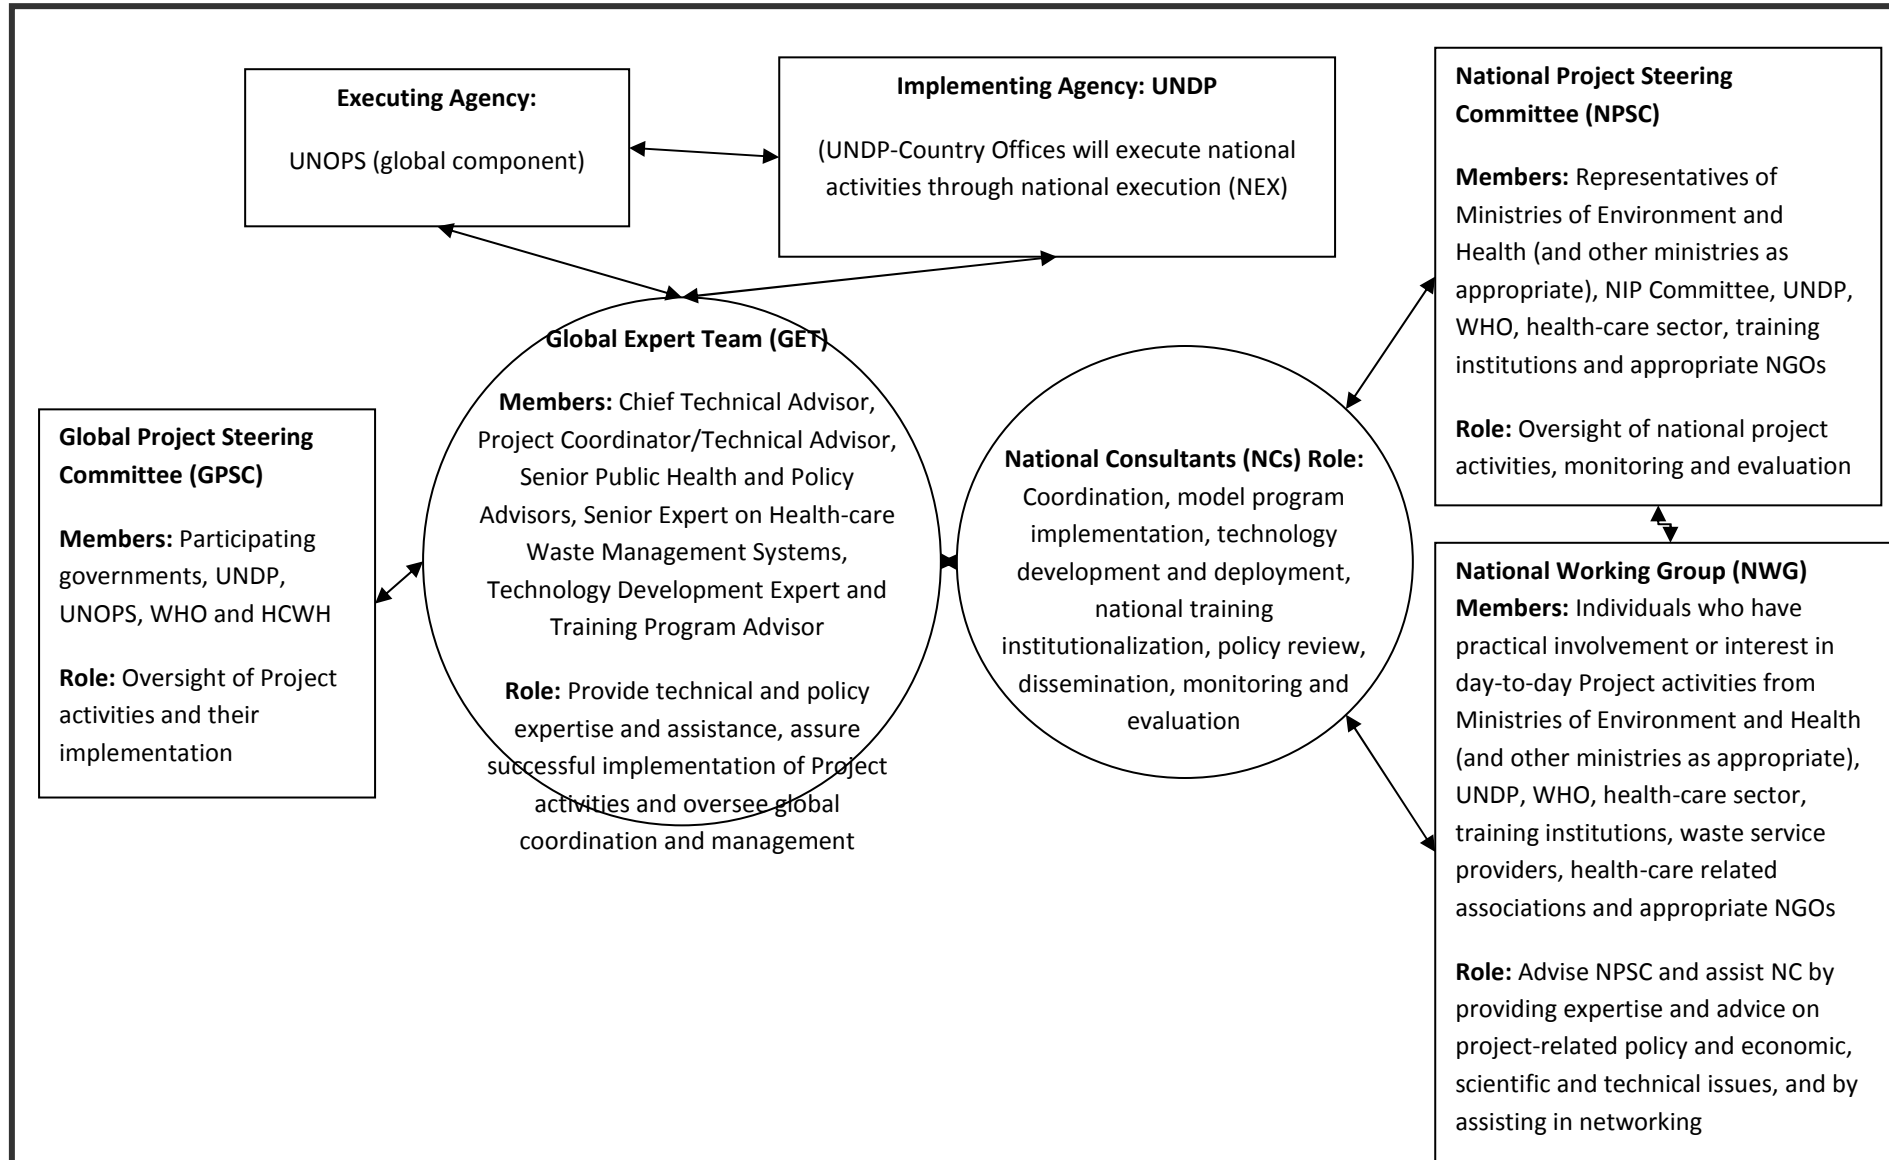 Executing Agency:
UNOPS (global component)
Implementing Agency: UNDP
(UNDP-Country Offices will execute national
activities through national execution (NEX)
National Project Steering
Committee (NPSC)
Members: Representatives of
Ministries of Environment and
Health (and other ministries as
appropriate), NIP Committee, UNDP,
WHO, health-care sector, training
institutions and appropriate NGOs
Role: Oversight of national project
activities, monitoring and evaluation
Global Project Steering
Committee (GPSC)
Members: Participating
governments, UNDP,
UNOPS, WHO and HCWH
Role: Oversight of Project
activities and their
implementation
Global Expert Team (GET)
Members: Chief Technical Advisor,
Project Coordinator/Technical Advisor,
Senior Public Health and Policy
Advisors, Senior Expert on Health-care
Waste Management Systems,
Technology Development Expert and
Training Program Advisor
Role: Provide technical and policy
expertise and assistance, assure
successful implementation of Project
activities and oversee global
coordination and management
National Consultants (NCs) Role:
Coordination, model program
implementation, technology
development and deployment,
national training
institutionalization, policy review,
dissemination, monitoring and
evaluation
National Working Group (NWG)
Members: Individuals who have
practical involvement or interest in
day-to-day Project activities from
Ministries of Environment and Health
(and other ministries as appropriate),
UNDP, WHO, health-care sector,
training institutions, waste service
providers, health-care related
associations and appropriate NGOs
Role: Advise NPSC and assist NC by
providing expertise and advice on
project-related policy and economic,
scientific and technical issues, and by
assisting in networking